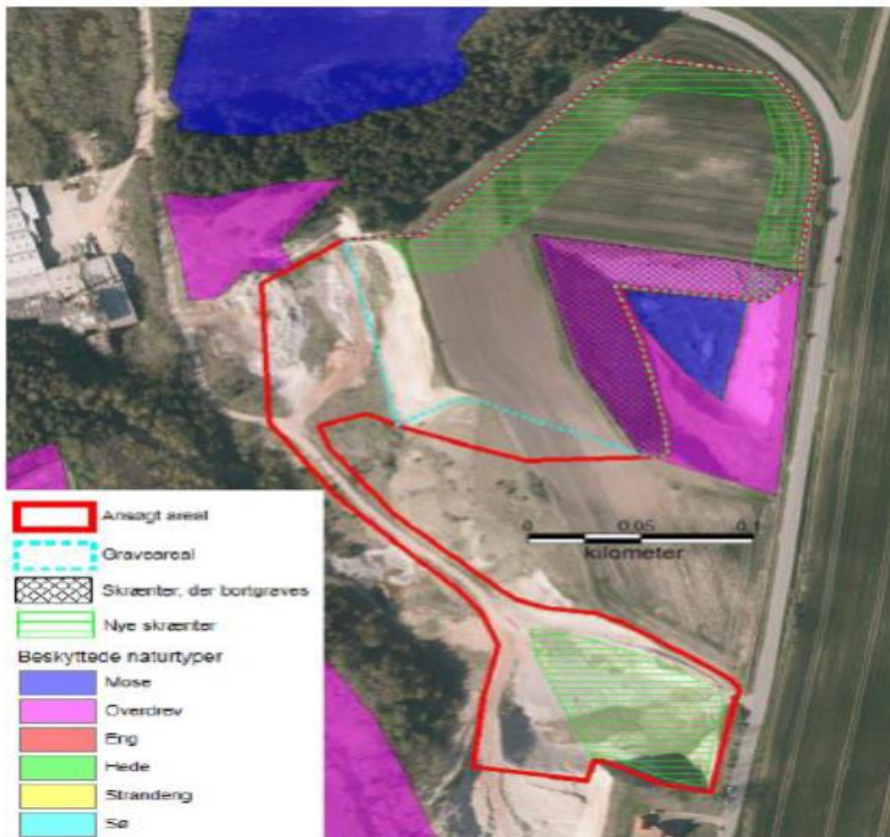 0 0,05 0,1
kilometer
Ansøgt areal
Graveareal
Skrænter, der bortgraves
Nye skrænter
Beskyttede naturtyper
Mose
Overdrev
Eng
Hede
Strandeng
Sø